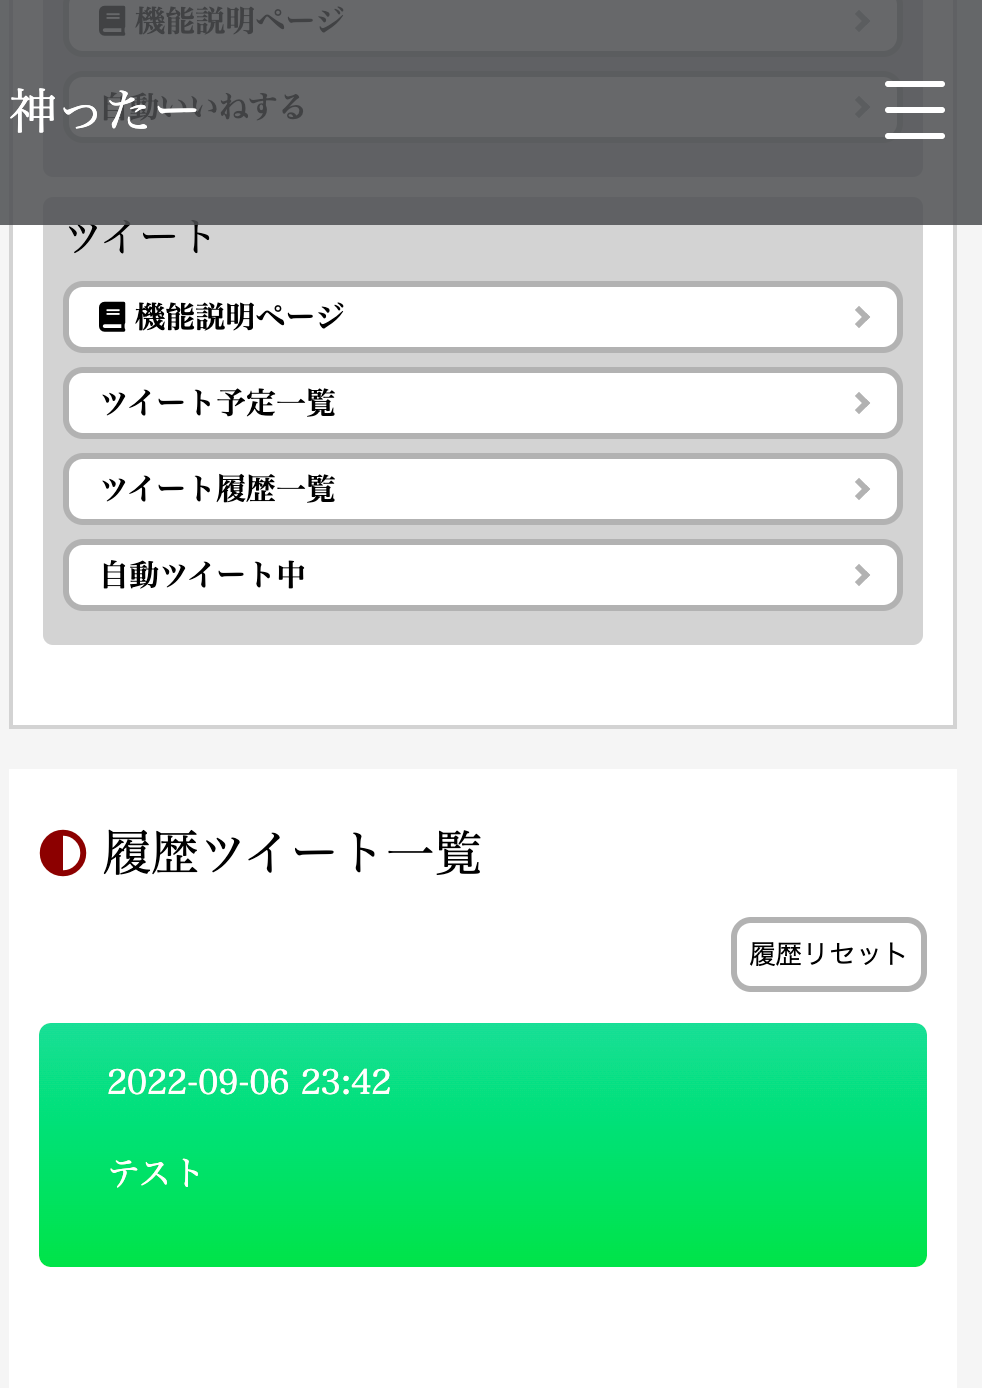 機能説明ページ
神ったー
自動いいねする
ツイート
機能説明ページ
ツイート予定一覧
ツイート履歴一覧
自動ツイート中
履歴ツイート一覧
履歴リセット
2022-09-06 23:42
テスト